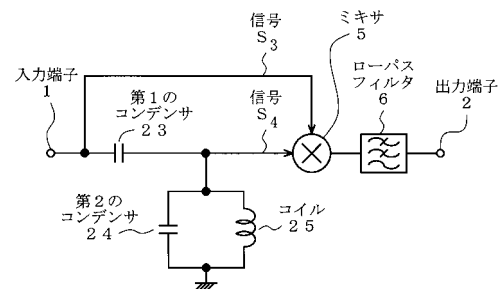 信号
S3
ミキサ
5
ローパス
フィルタ
6
入力端子
1
第1の
コンデンサ
23
信号
S4
出力端子
2
第2の
コンデンサ
24
コイル
25